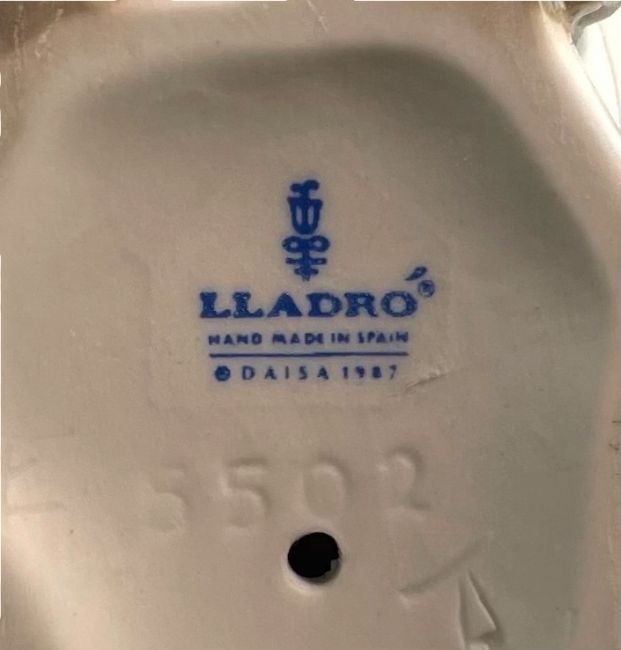 LLADRÓ®
HAND MADE IN SPAIN
© DAISA 1987
5502